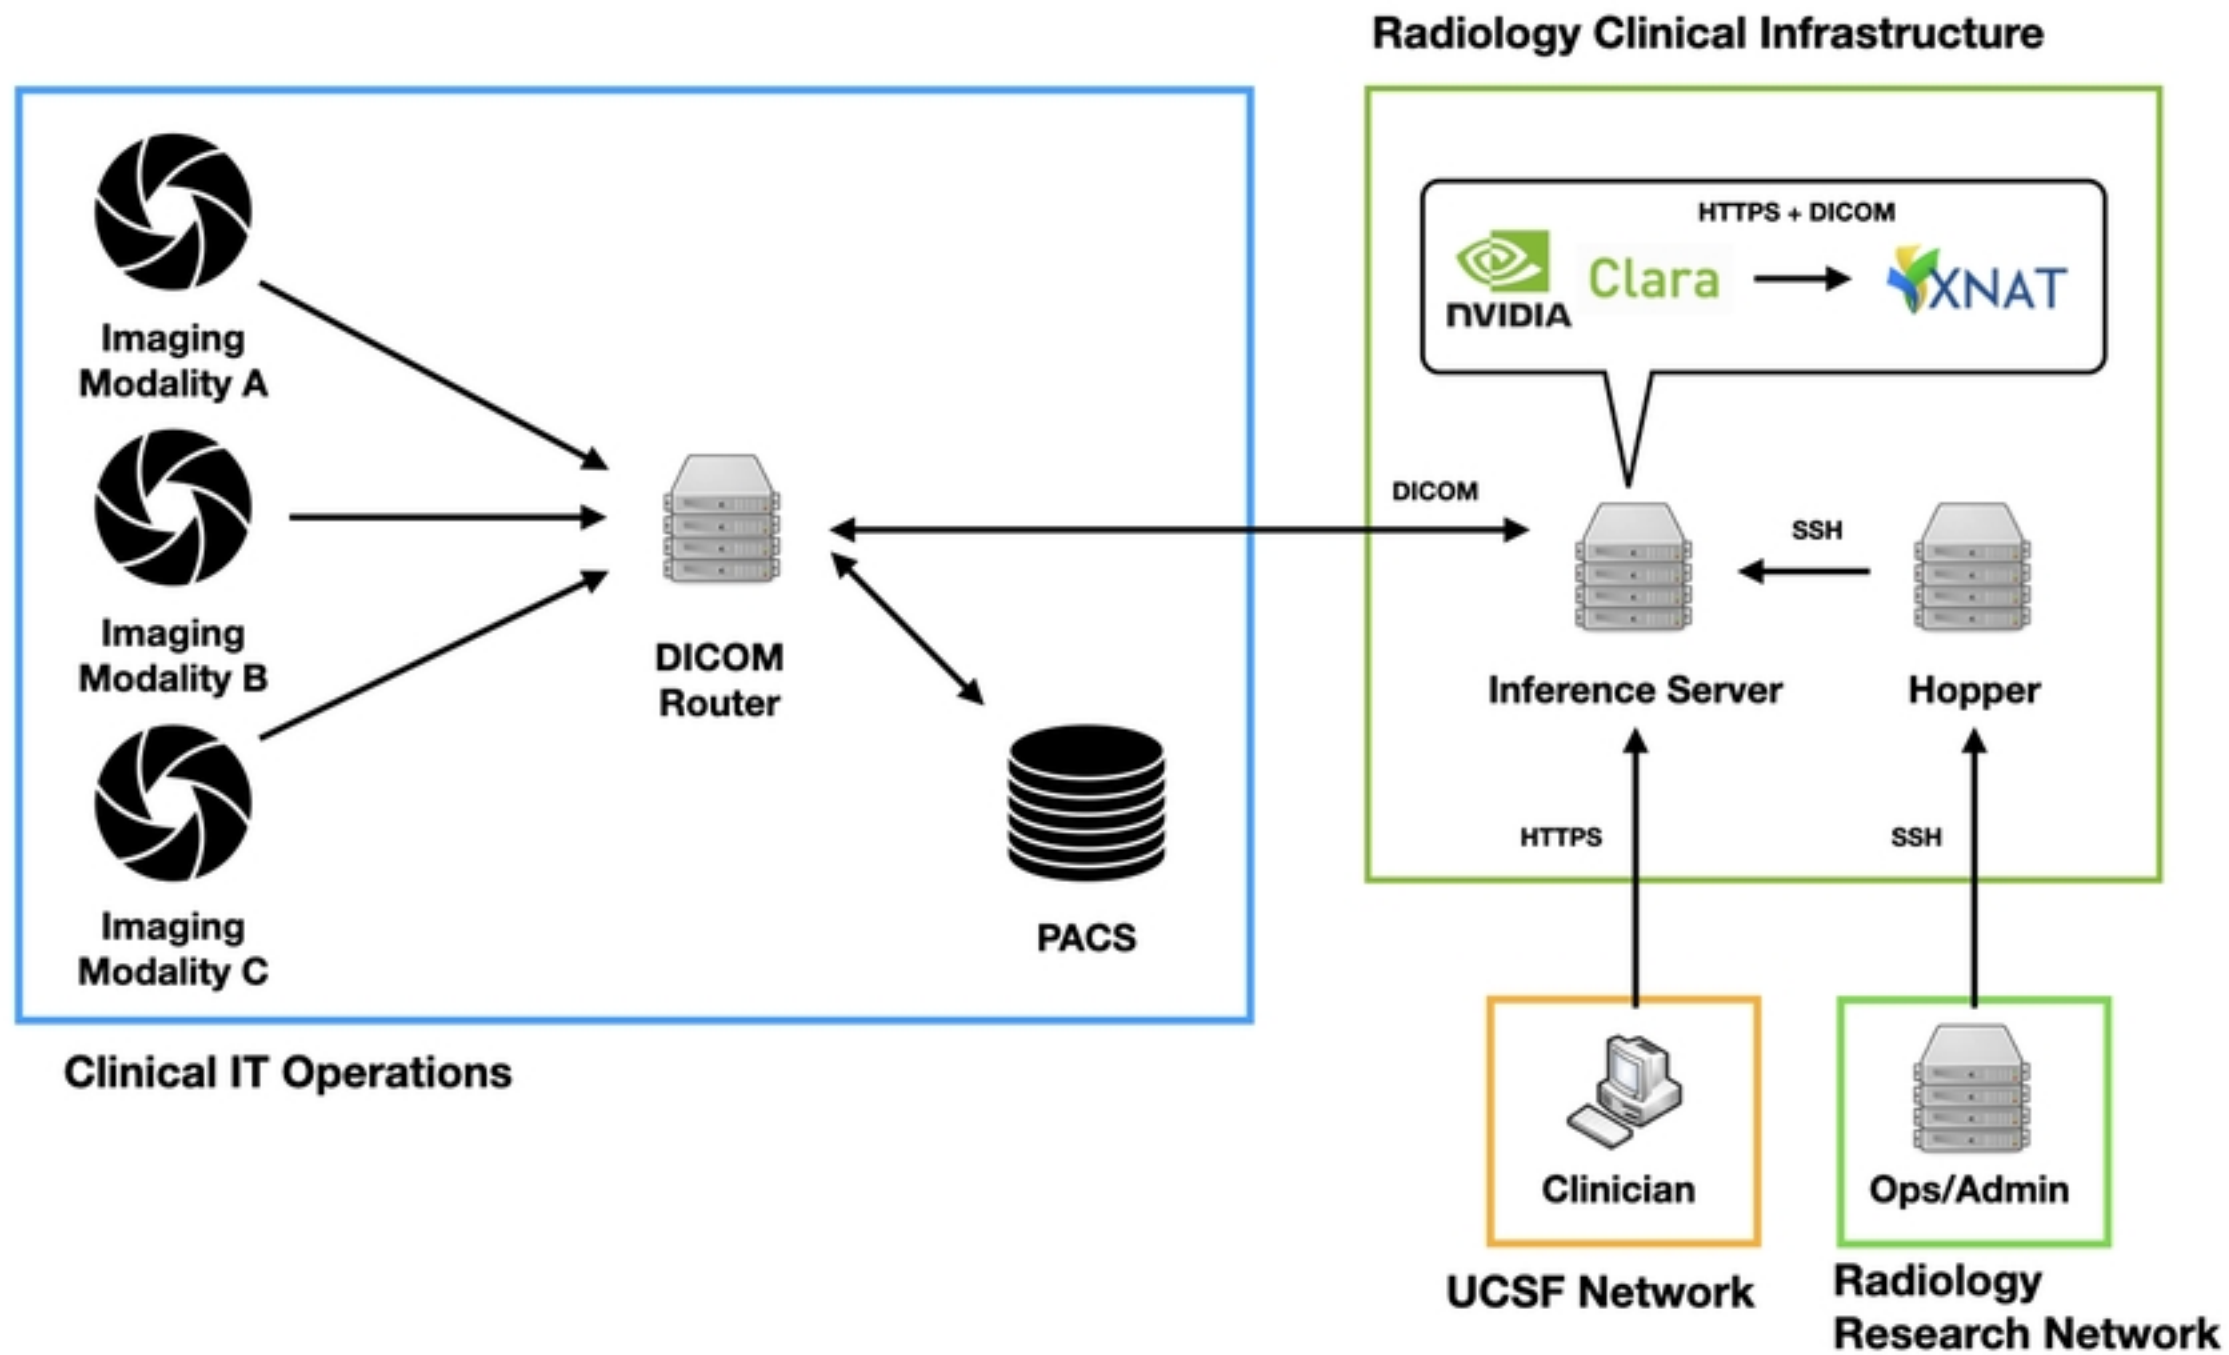 Radiology Clinical Infrastructure
Imaging
Modality A
Imaging
Modality B
Imaging
Modality C
DICOM
Router
PACS
Clinical IT Operations
HTTPS + DICOM
NVIDIA
Clara
XNAT
DICOM
SSH
Inference Server
Hopper
HTTPS
SSH
Clinician
Ops/Admin
UCSF Network
Radiology
Research Network